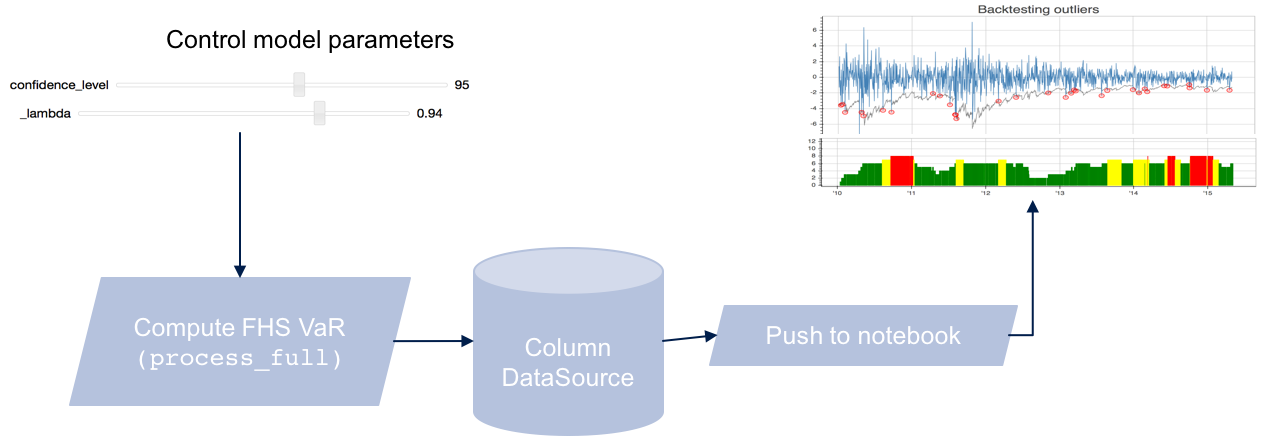 Control model parameters
confidence_level 95
_lambda 0.94
Backtesting outliers
6
4
2
0
-2
-4
-6
12
10
8
6
4
2
0
'10 '11 '12 '13 '14 '15
Compute FHS VaR
(process_full)
Column
DataSource
Push to notebook